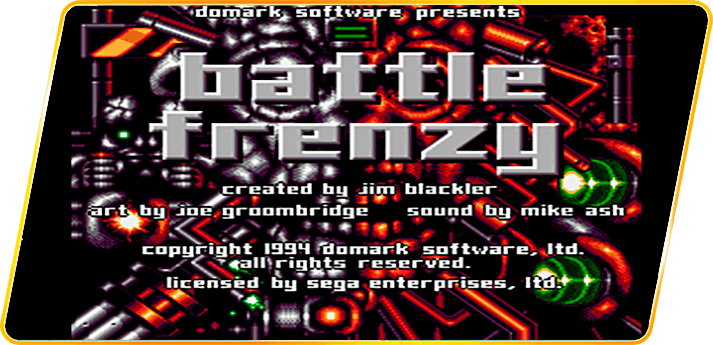 domark software presents
battle
frenzy
created by jim blackler
art by joe groombridge sound by mike ash
copyright 1994 domark software, ltd.
all rights reserved.
licensed by sega enterprises, ltd.